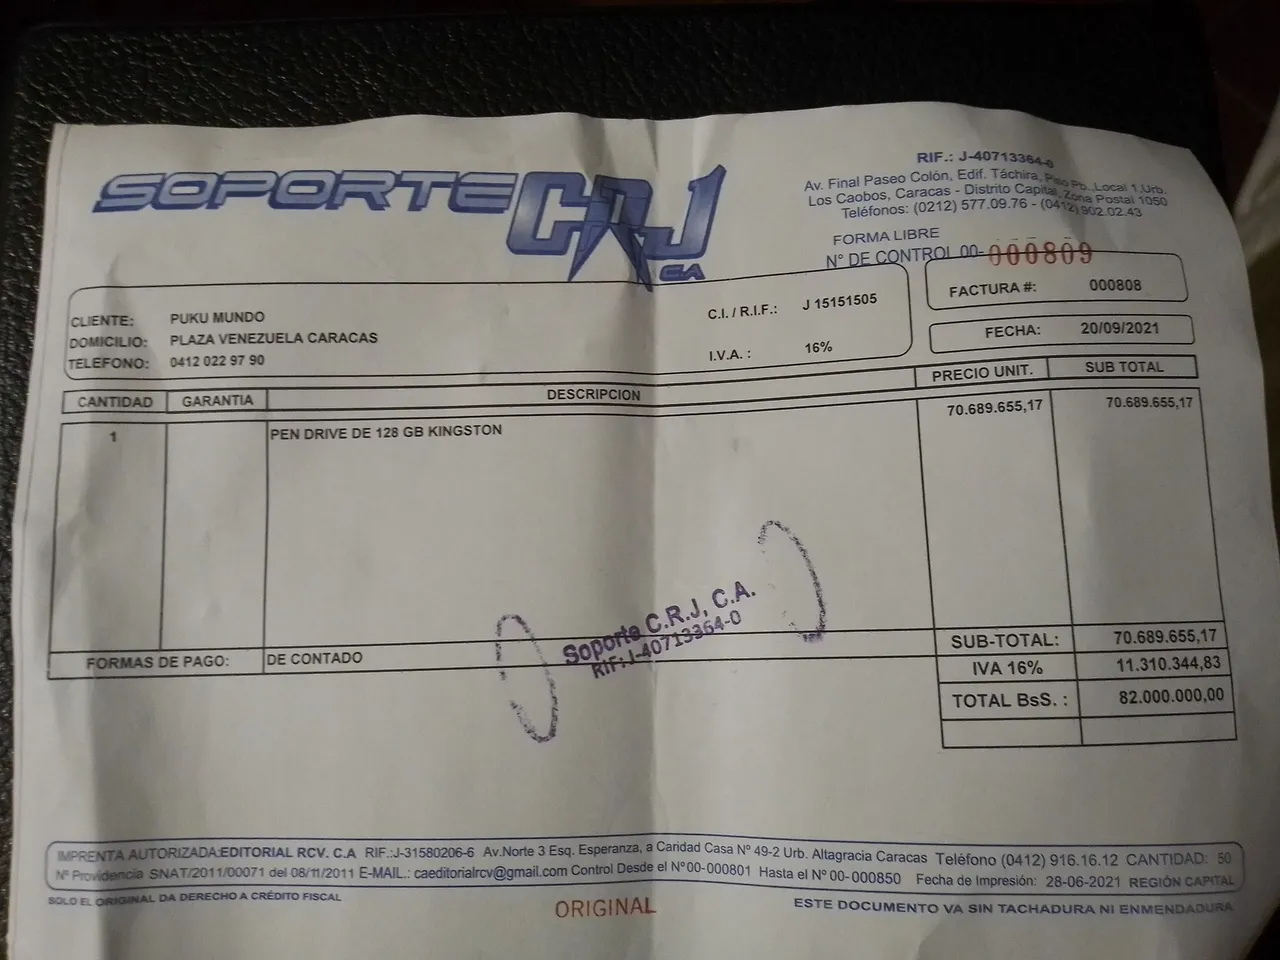 SOPORTE CRJ C.A
RIF.: J-40713364-0
Av. Final Paseo Colón, Edif. Táchira, Piso Pb., Local 1, Urb.
Los Caobos, Caracas - Distrito Capital, Zona Postal 1050
Teléfonos: (0212) 577.09.76 - (0412) 902.02.43
FORMA LIBRE
N° DE CONTROL 00- 000809
FACTURA #: 000808
FECHA: 20/09/2021
CLIENTE: PUKU MUNDO
DOMICILIO: PLAZA VENEZUELA CARACAS
TELEFONO: 0412 022 97 90
C.I. / R.I.F.: J 15151505
I.V.A. : 16%
CANTIDAD GARANTIA DESCRIPCION PRECIO UNIT. SUB TOTAL
1 PEN DRIVE DE 128 GB KINGSTON 70.689.655,17 70.689.655,17
Soporte C.R.J, C.A.
RIF: J-40713364-0
FORMAS DE PAGO: DE CONTADO
SUB-TOTAL: 70.689.655,17
IVA 16% 11.310.344,83
TOTAL BsS. : 82.000.000,00
IMPRENTA AUTORIZADA:EDITORIAL RCV. C.A RIF.:J-31580206-6 Av.Norte 3 Esq. Esperanza, a Caridad Casa N° 49-2 Urb. Altagracia Caracas Teléfono (0412) 916.16.12 CANTIDAD: 50
N° Providencia SNAT/2011/00071 del 08/11/2011 E-MAIL.: caeditorialrcv@gmail.com Control Desde el N°00-000801 Hasta el N°00-000850 Fecha de Impresión: 28-06-2021 REGIÓN CAPITAL
SOLO EL ORIGINAL DA DERECHO A CRÉDITO FISCAL
ORIGINAL
ESTE DOCUMENTO VA SIN TACHADURA NI ENMENDADURA